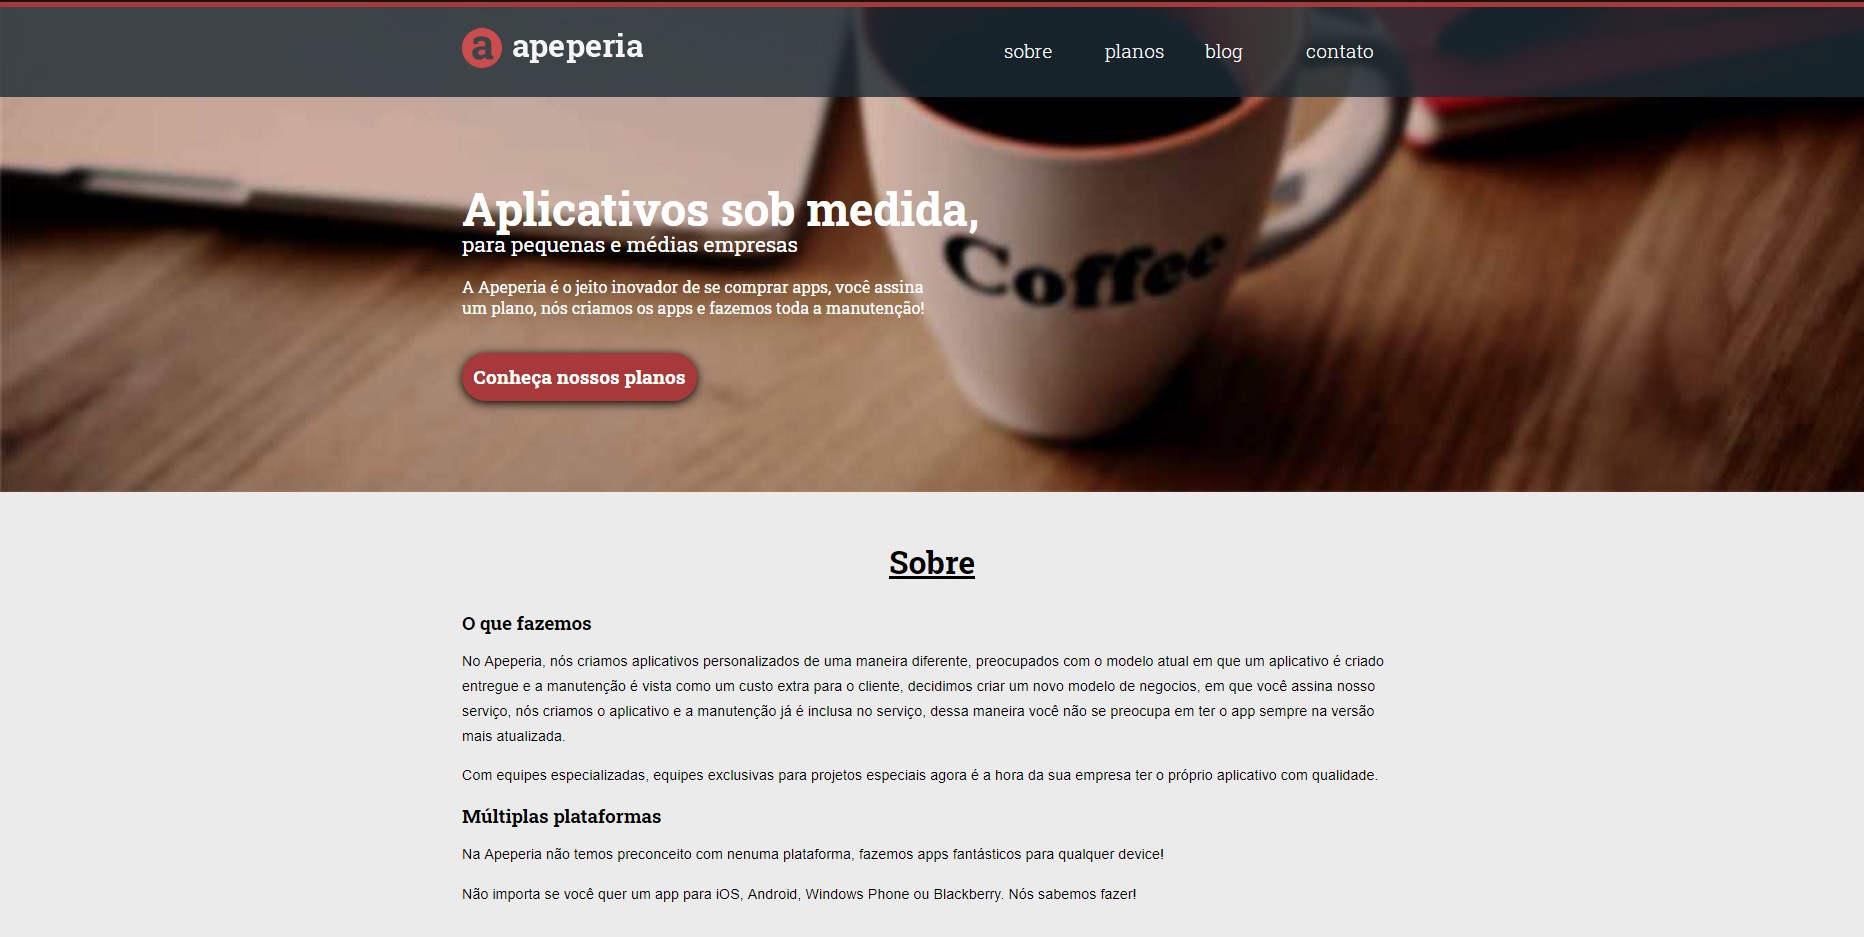 a apeperia
sobre planos blog contato
Aplicativos sob medida,
para pequenas e médias empresas
Coffee
A Apeperia é o jeito inovador de se comprar apps, você assina
um plano, nós criamos os apps e fazemos toda a manutenção!
Conheça nossos planos
Sobre
O que fazemos
No Apeperia, nós criamos aplicativos personalizados de uma maneira diferente, preocupados com o modelo atual em que um aplicativo é criado
entregue e a manutenção é vista como um custo extra para o cliente, decidimos criar um novo modelo de negocios, em que você assina nosso
serviço, nós criamos o aplicativo e a manutenção já é inclusa no serviço, dessa maneira você não se preocupa em ter o app sempre na versão
mais atualizada.
Com equipes especializadas, equipes exclusivas para projetos especiais agora é a hora da sua empresa ter o próprio aplicativo com qualidade.
Múltiplas plataformas
Na Apeperia não temos preconceito com nenuma plataforma, fazemos apps fantásticos para qualquer device!
Não importa se você quer um app para iOS, Android, Windows Phone ou Blackberry. Nós sabemos fazer!